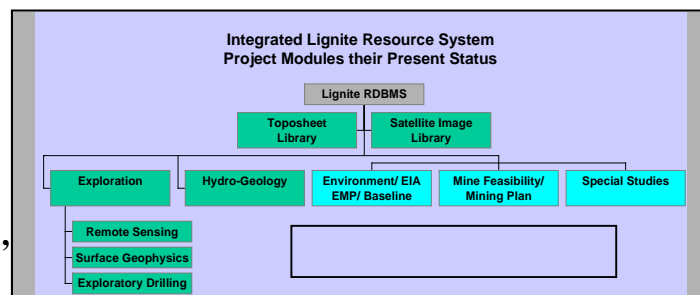 Integrated Lignite Resource System
Project Modules their Present Status
Lignite RDBMS
Toposheet
Library
Satellite Image
Library
Exploration
Hydro-Geology
Environment/ EIA
EMP/ Baseline
Mine Feasibility/
Mining Plan
Special Studies
,
Remote Sensing
Surface Geophysics
Exploratory Drilling